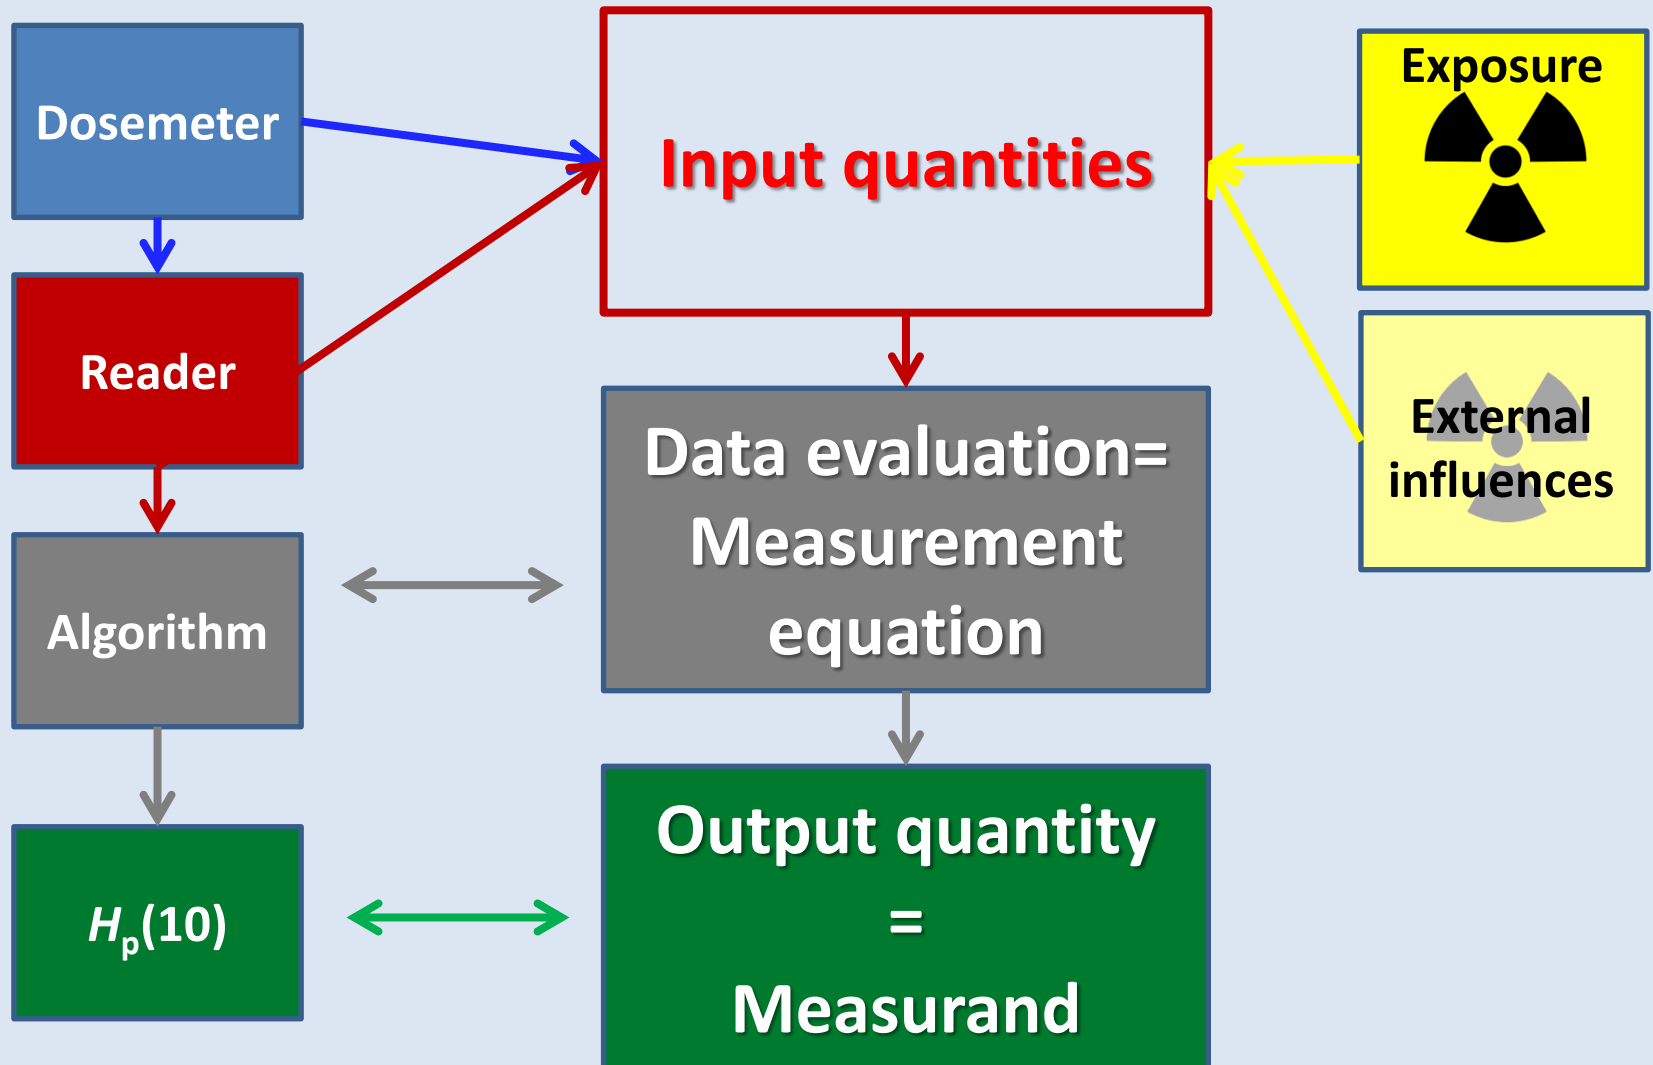 Dosemeter
Reader
Algorithm
Hp(10)
Input quantities
Data evaluation=
Measurement
equation
Output quantity
=
Measurand
Exposure
External
influences